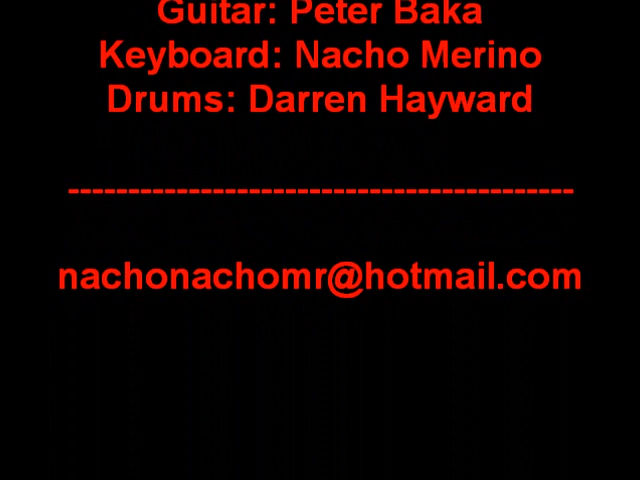 Guitar: Peter Baka
Keyboard: Nacho Merino
Drums: Darren Hayward
------------------------------------------
nachonachomr@hotmail.com